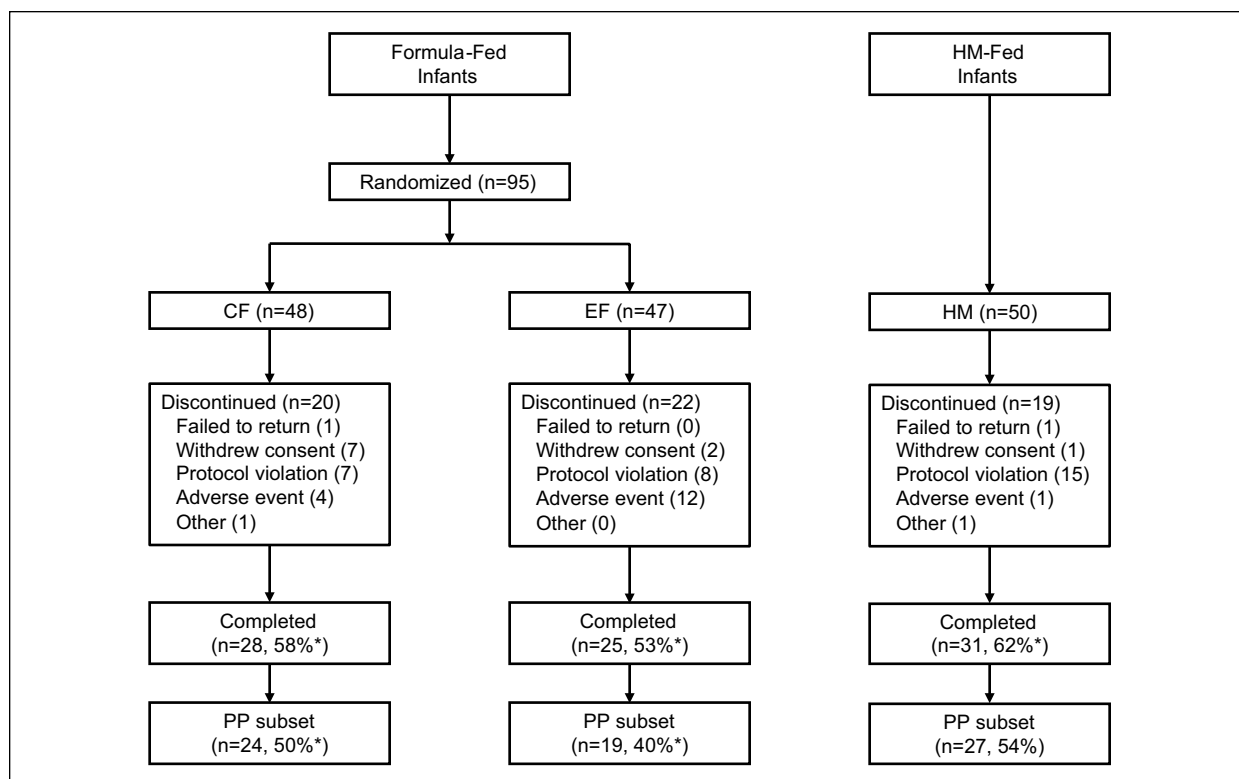 Formula-Fed
Infants
HM-Fed
Infants
Randomized (n=95)
CF (n=48)
EF (n=47)
HM (n=50)
Discontinued (n=20)
Failed to return (1)
Withdrew consent (7)
Protocol violation (7)
Adverse event (4)
Other (1)
Discontinued (n=22)
Failed to return (0)
Withdrew consent (2)
Protocol violation (8)
Adverse event (12)
Other (0)
Discontinued (n=19)
Failed to return (1)
Withdrew consent (1)
Protocol violation (15)
Adverse event (1)
Other (1)
Completed
(n=28, 58%*)
Completed
(n=25, 53%*)
Completed
(n=31, 62%*)
PP subset
(n=24, 50%*)
PP subset
(n=19, 40%*)
PP subset
(n=27, 54%)